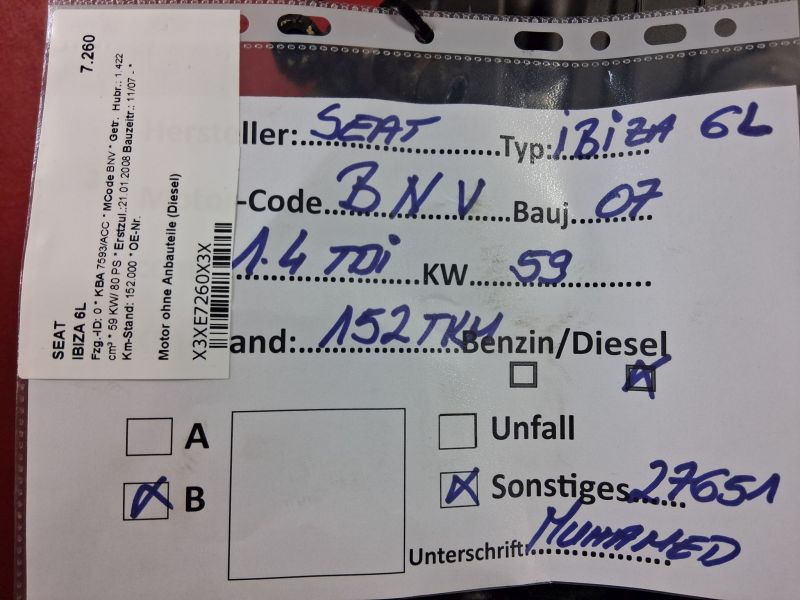 SEAT
IBIZA 6L
7.260
Fzg.-ID: 0 * KBA 7593/ACC * MCode BNV * Getr. Hubr.: 1.422
cm³ * 59 KW/ 80 PS * Erstzul.:21.01.2008 Bauzeitr.: 11/07 - *
Km-Stand: 152.000 * OE-Nr.
Motor ohne Anbauteile (Diesel)
X3XE7260X3X
ller: SEAT Typ: iBiZA 6L
-Code BNV Bauj 07
1.4 TDi KW 59
and: 152TKM Benzin/Diesel
A Unfall
B Sonstiges 27651
Unterschrift: MUHAMED